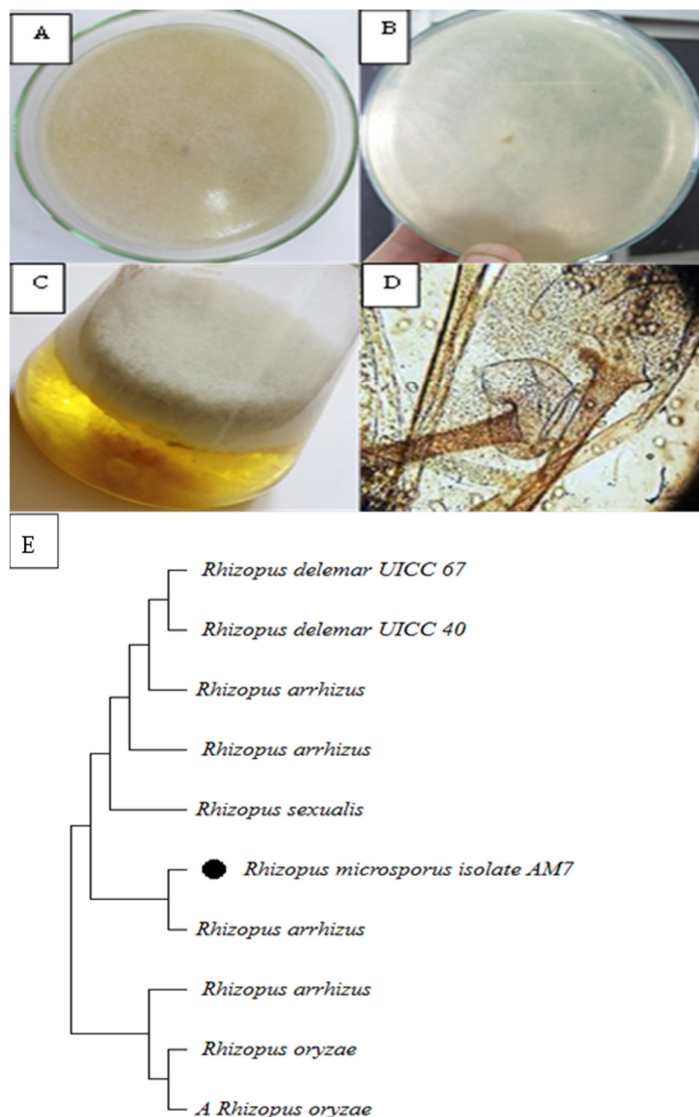 A
B
C
D
E
Rhizopus delemar UICC 67
Rhizopus delemar UICC 40
Rhizopus arrhizus
Rhizopus arrhizus
Rhizopus sexualis
Rhizopus microsporus isolate AM7
Rhizopus arrhizus
Rhizopus arrhizus
Rhizopus oryzae
A Rhizopus oryzae